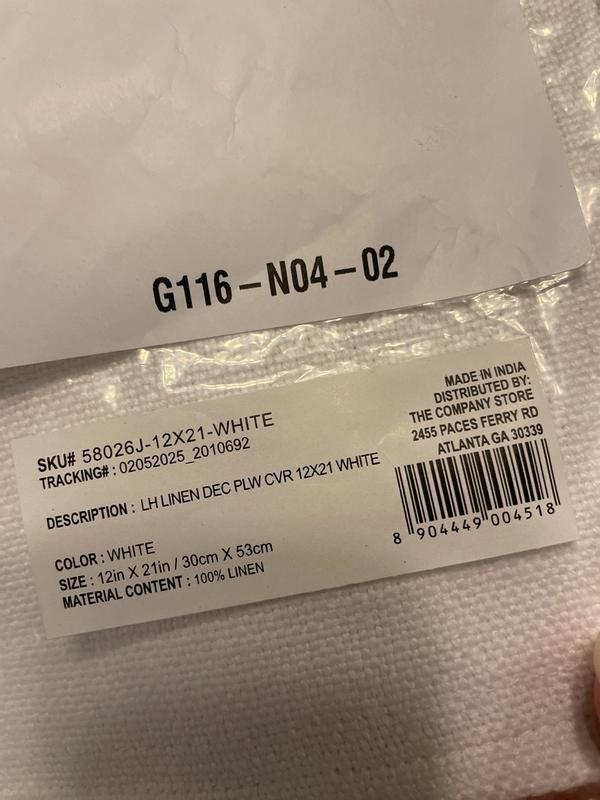 G116-N04-02
SKU# 58026J-12X21-WHITE
TRACKING# : 02052025_2010692
DESCRIPTION : LH LINEN DEC PLW CVR 12X21 WHITE
COLOR : WHITE
SIZE : 12in X 21in / 30cm X 53cm
MATERIAL CONTENT : 100% LINEN
MADE IN INDIA
DISTRIBUTED BY:
THE COMPANY STORE
2455 PACES FERRY RD
ATLANTA GA 30339
8 904449 004518